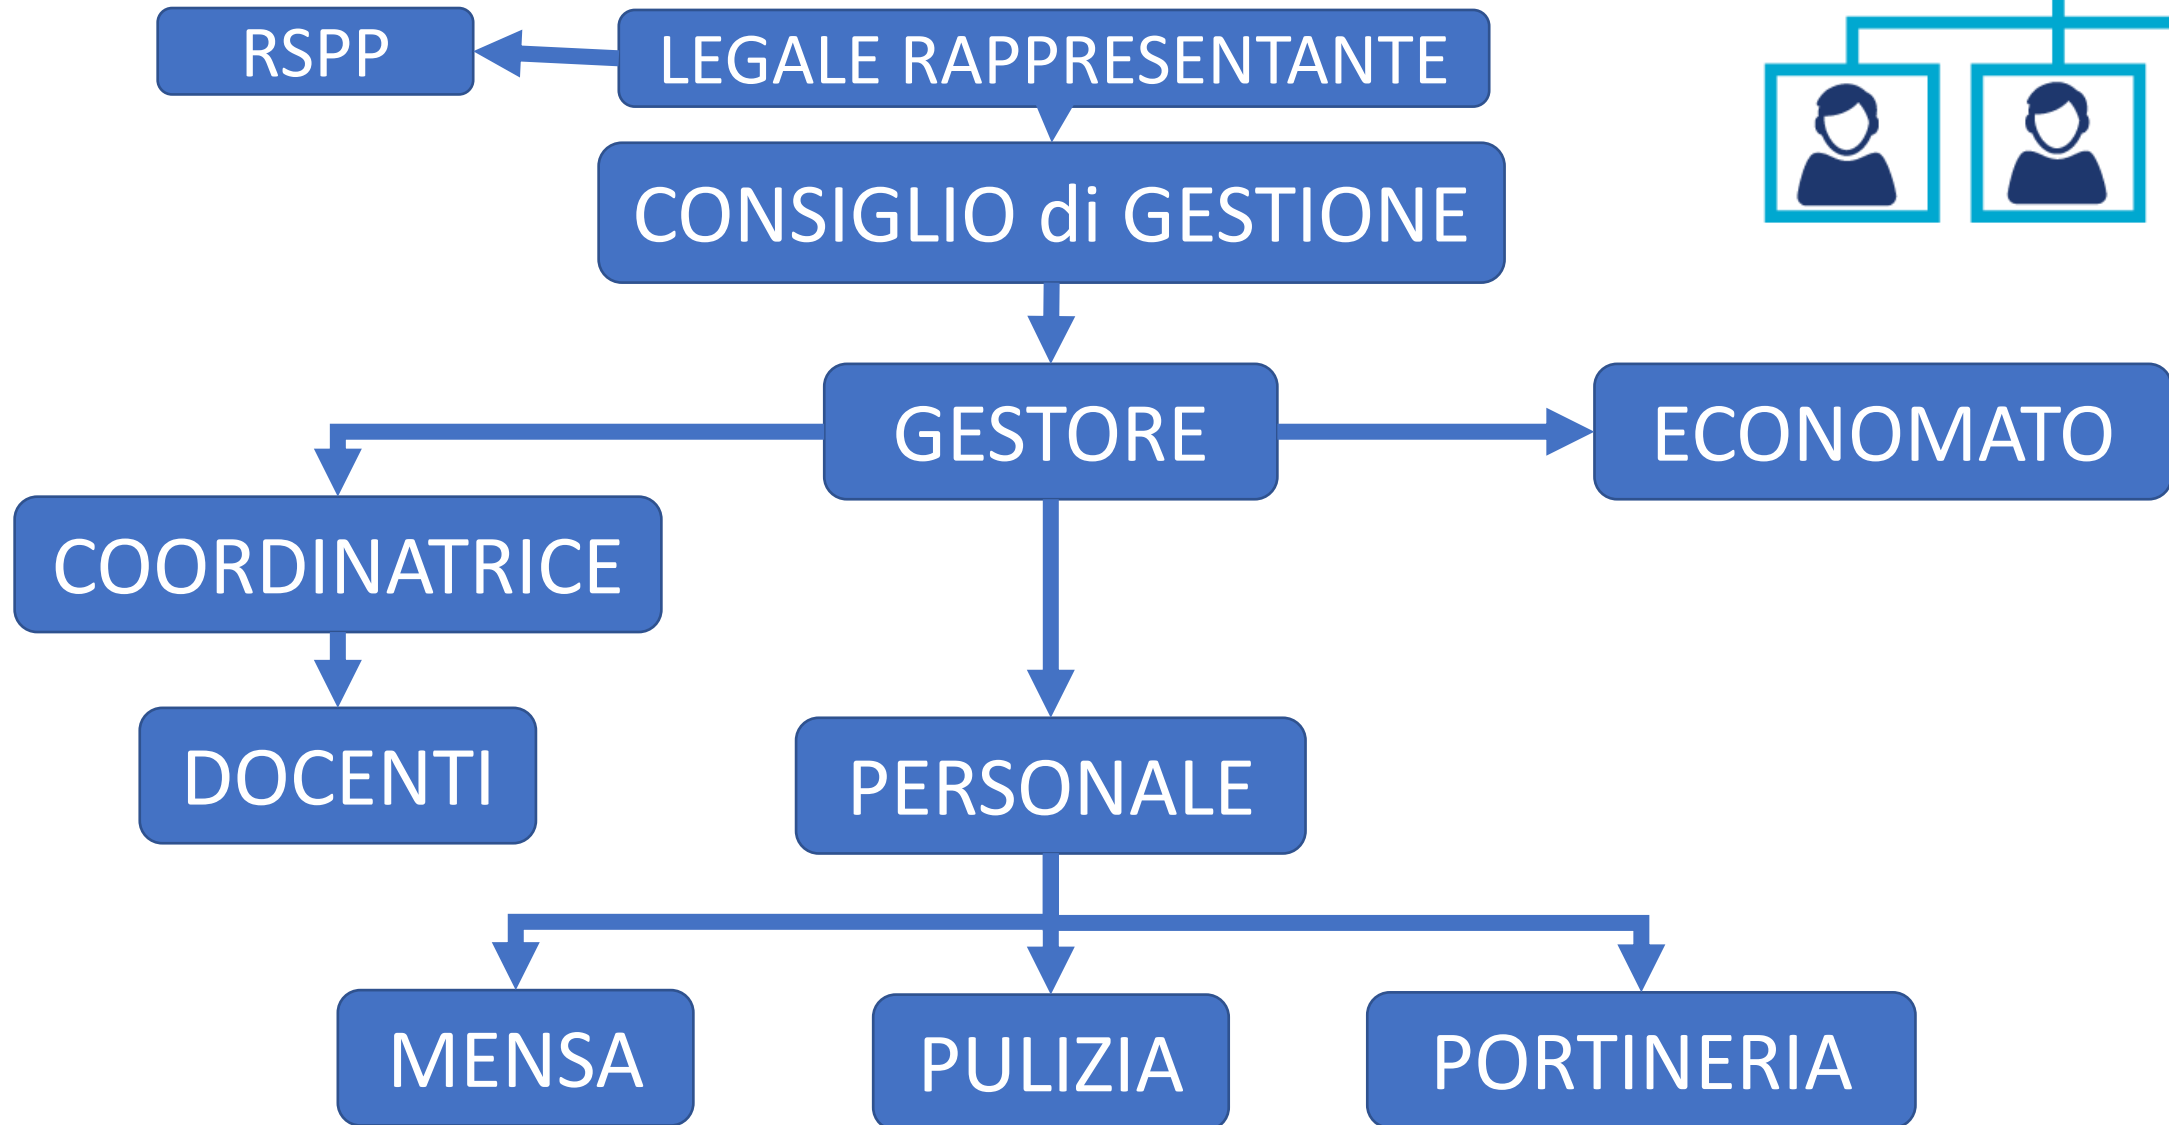 RSPP
LEGALE RAPPRESENTANTE
CONSIGLIO di GESTIONE
GESTORE
ECONOMATO
COORDINATRICE
DOCENTI
PERSONALE
MENSA
PULIZIA
PORTINERIA